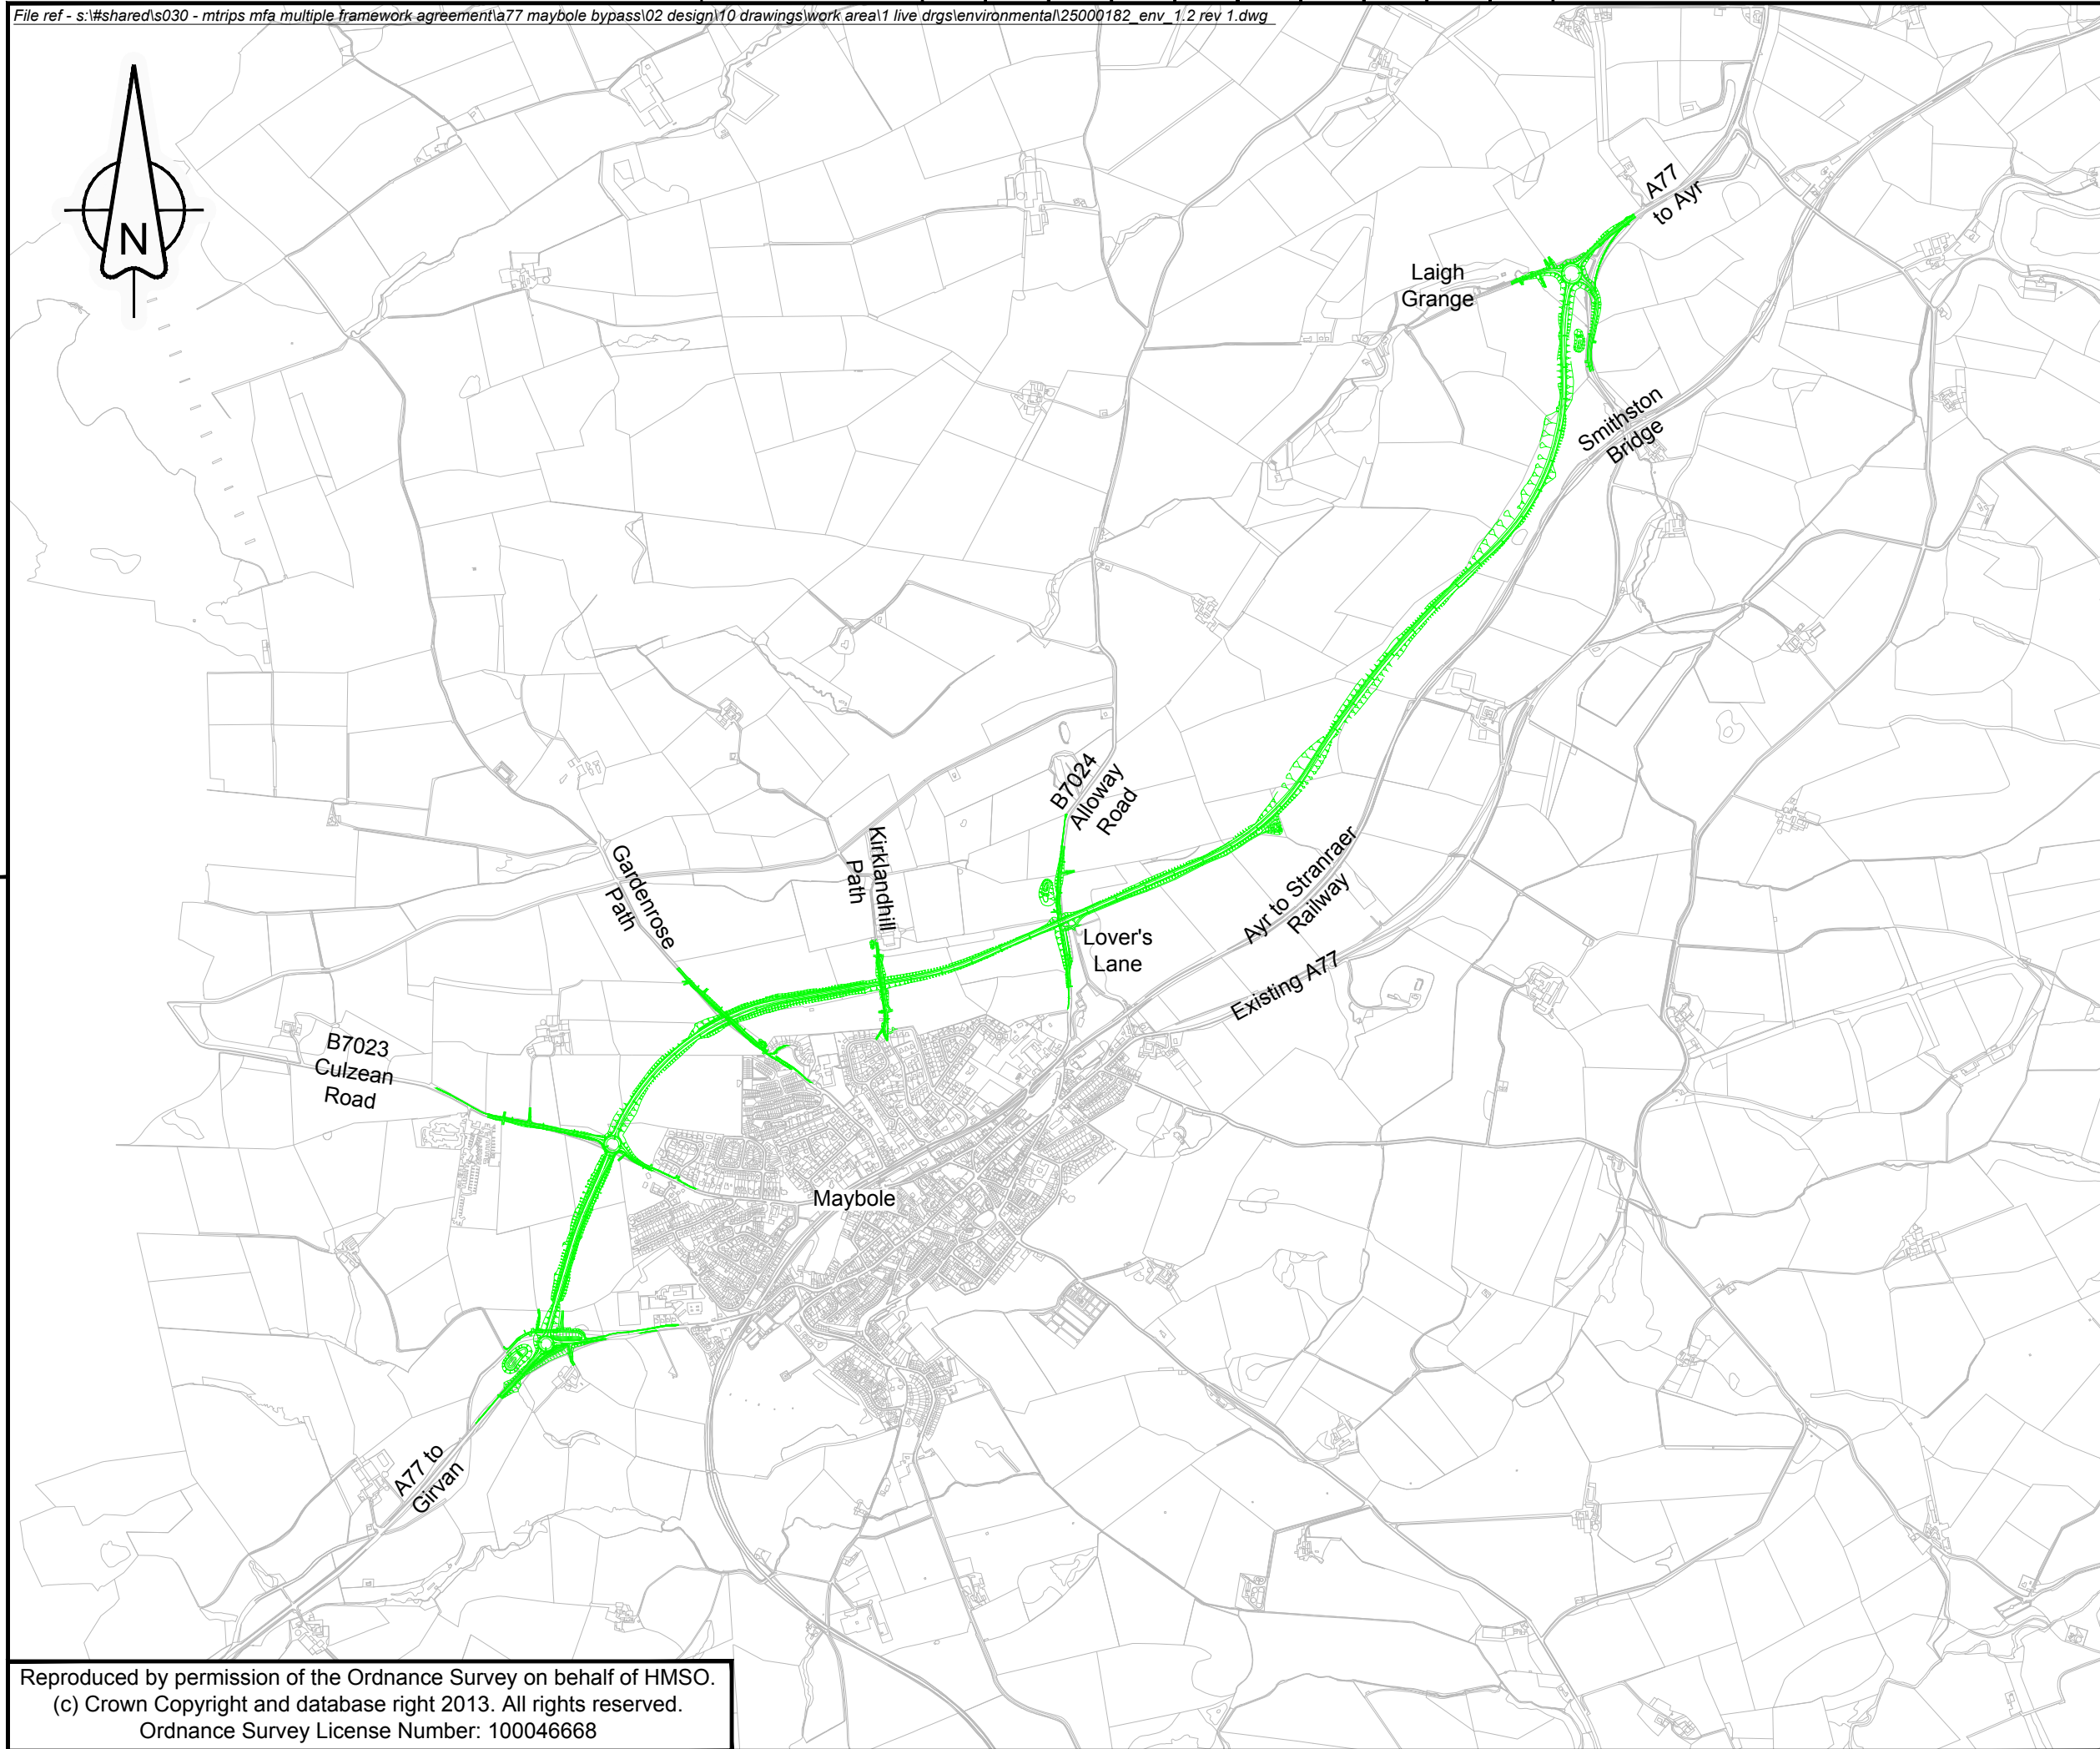 File ref - s:\#shared\s030 - mtrips mfa multiple framework agreement\a77 maybole bypass\02 design\10 drawings\work area\1 live drgs\environmental\25000182_env_1.2 rev 1.dwg
N
A77
to Ayr
Laigh
Grange
Smithston
Bridge
B7024
Alloway
Road
Kirklandhill
Path
Gardenrose
Path
Ayr to Stranraer
Railway
Lover's
Lane
Existing A77
B7023
Culzean
Road
Maybole
A77 to
Girvan
Reproduced by permission of the Ordnance Survey on behalf of HMSO.
(c) Crown Copyright and database right 2013. All rights reserved.
Ordnance Survey License Number: 100046668